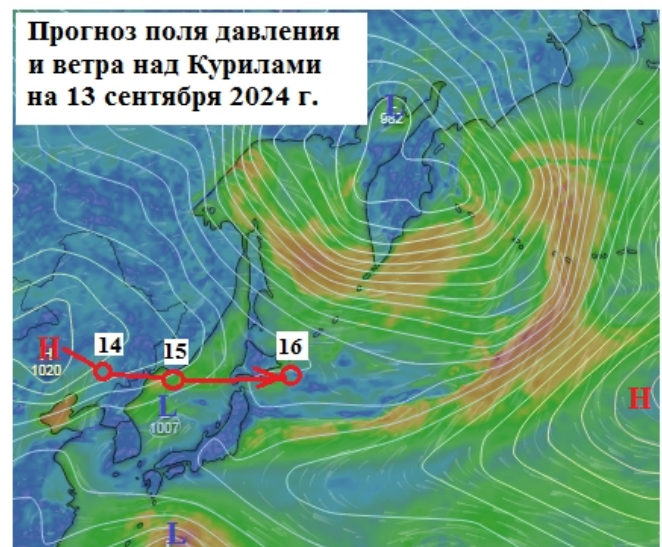 Прогноз поля давления
и ветра над Курилами
на 13 сентября 2024 г.
L
982
14
15
16
H
1020
L
1007
H
L